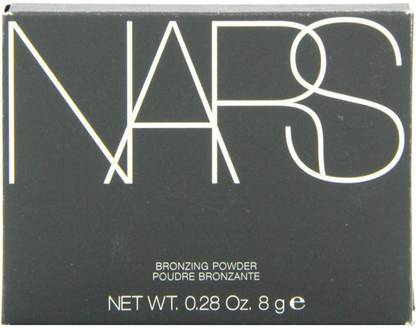 NARS
BRONZING POWDER
POUDRE BRONZANTE
NET WT. 0.28 Oz. 8 g ℮